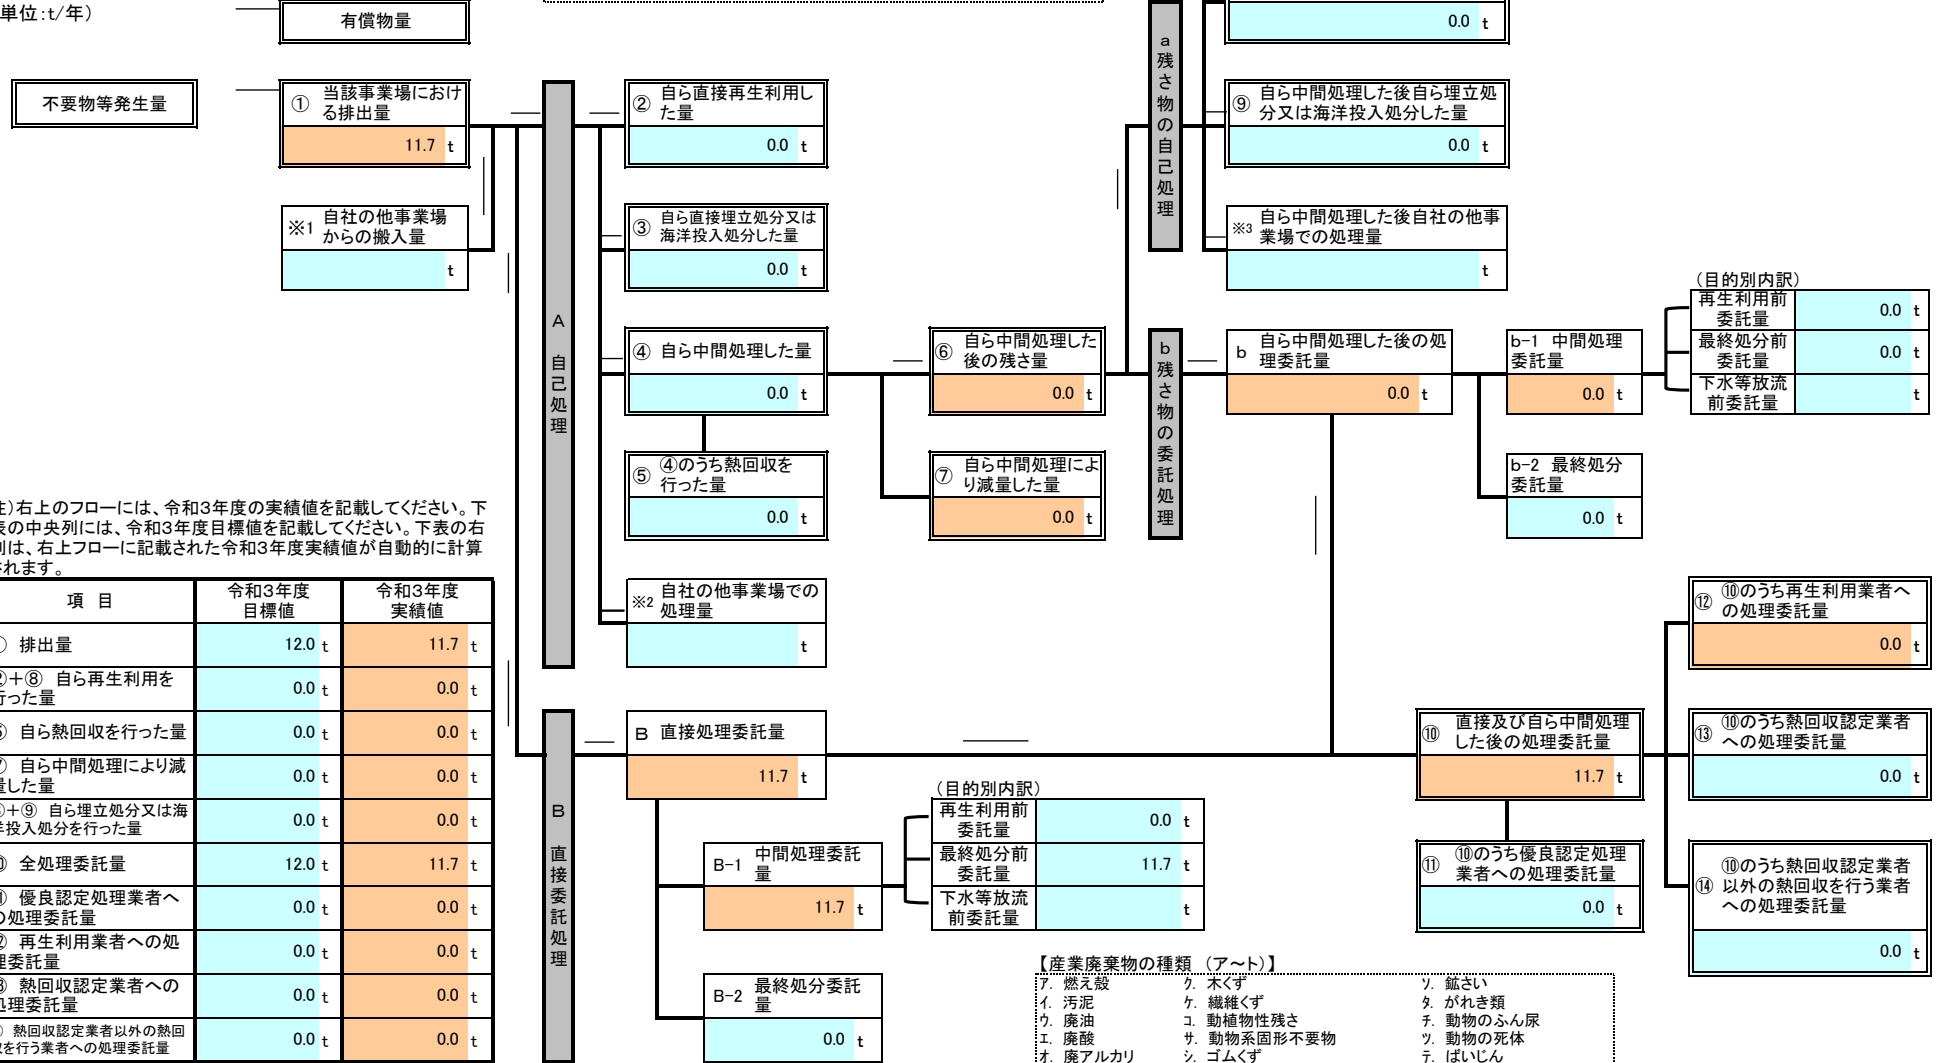 単位:t/年)
有償物量
0.0 t
不要物等発生量
① 当該事業場におけ
る排出量
11.7 t
※1 自社の他事業場
からの搬入量
t
A 自己処理
② 自ら直接再生利用し
た量
0.0 t
③ 自ら直接埋立処分又は
海洋投入処分した量
0.0 t
④ 自ら中間処理した量
0.0 t
⑤ ④のうち熱回収を
行った量
0.0 t
※2 自社の他事業場での
処理量
t
⑥ 自ら中間処理した
後の残さ量
0.0 t
⑦ 自ら中間処理によ
り減量した量
0.0 t
a残さ物の自己処理
⑨ 自ら中間処理した後自ら埋立処
分又は海洋投入処分した量
0.0 t
※3 自ら中間処理した後自社の他事
業場での処理量
t
b残さ物の委託処理
b 自ら中間処理した後の処
理委託量
0.0 t
b-1 中間処理
委託量
0.0 t
b-2 最終処分
委託量
0.0 t
(目的別内訳)
再生利用前
委託量 0.0 t
最終処分前
委託量 0.0 t
下水等放流
前委託量 t
主)右上のフローには、令和3年度の実績値を記載してください。下
表の中央列には、令和3年度目標値を記載してください。下表の右
列は、右上フローに記載された令和3年度実績値が自動的に計算
されます。
項 目 令和3年度
目標値 令和3年度
実績値
① 排出量 12.0 t 11.7 t
②+⑧ 自ら再生利用を
行った量 0.0 t 0.0 t
⑤ 自ら熱回収を行った量 0.0 t 0.0 t
⑦ 自ら中間処理により減
量した量 0.0 t 0.0 t
③+⑨ 自ら埋立処分又は海
洋投入処分を行った量 0.0 t 0.0 t
⑩ 全処理委託量 12.0 t 11.7 t
⑪ 優良認定処理業者へ
の処理委託量 0.0 t 0.0 t
⑫ 再生利用業者への処
理委託量 0.0 t 0.0 t
⑬ 熱回収認定業者への
処理委託量 0.0 t 0.0 t
⑭ 熱回収認定業者以外の熱回
収を行う業者への処理委託量 0.0 t 0.0 t
B 直接委託処理
B 直接処理委託量
11.7 t
B-1 中間処理委託
量
11.7 t
B-2 最終処分委託
量
0.0 t
(目的別内訳)
再生利用前
委託量 0.0 t
最終処分前
委託量 11.7 t
下水等放流
前委託量 t
⑩ 直接及び自ら中間処理
した後の処理委託量
11.7 t
⑪ ⑩のうち優良認定処理
業者への処理委託量
0.0 t
⑫ ⑩のうち再生利用業者へ
の処理委託量
0.0 t
⑬ ⑩のうち熱回収認定業者
への処理委託量
0.0 t
⑭ ⑩のうち熱回収認定業者
以外の熱回収を行う業者
への処理委託量
0.0 t
【産業廃棄物の種類 (ア~ト)】
ア. 燃え殻 ク. 木くず ソ. 鉱さい
イ. 汚泥 ケ. 繊維くず タ. がれき類
ウ. 廃油 コ. 動植物性残さ チ. 動物のふん尿
エ. 廃酸 サ. 動物系固形不要物 ツ. 動物の死体
オ. 廃アルカリ シ. ゴムくず テ. ばいじん